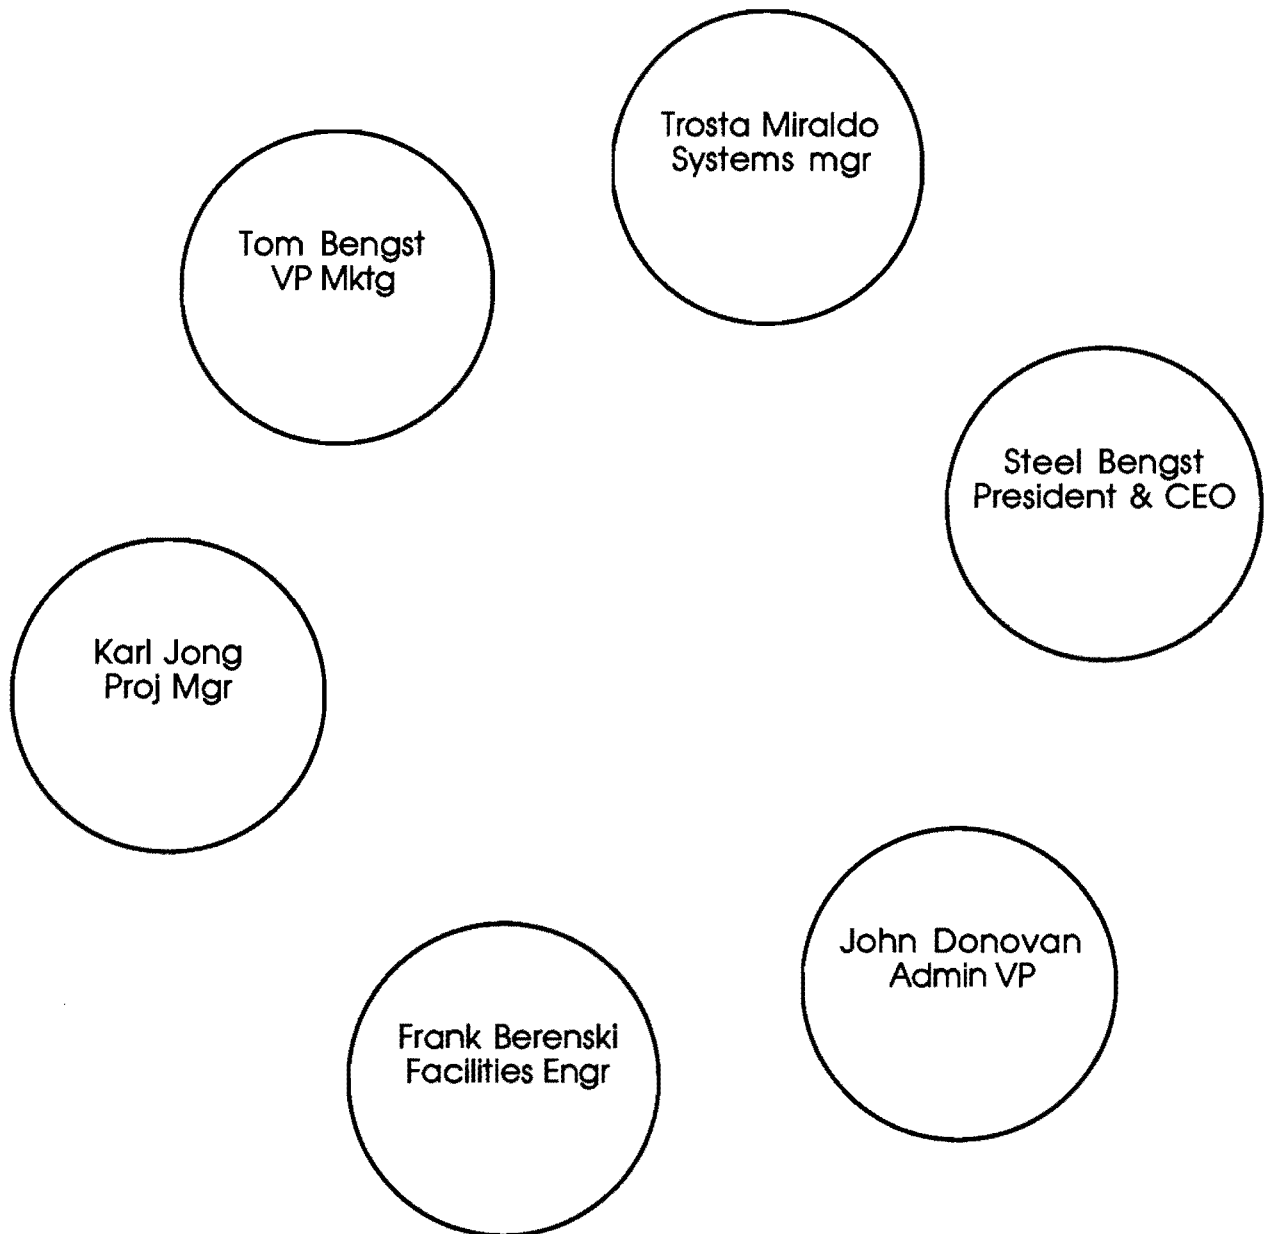 Trosta Miraldo
Systems mgr
Tom Bengst
VP Mktg
Steel Bengst
President & CEO
Karl Jong
Proj Mgr
John Donovan
Admin VP
Frank Berenski
Facilities Engr